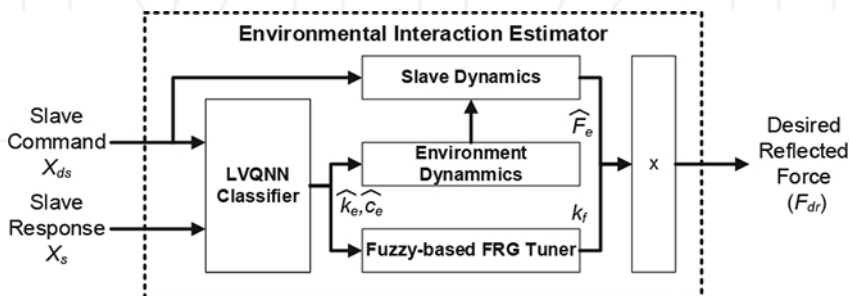 Environmental Interaction Estimator
Slave
Command
X_ds
Slave
Response
X_s
LVQNN
Classifier
Slave Dynamics
Environment
Dynammics
Fuzzy-based FRG Tuner
k̂_e,ĉ_e
F̂_e
k_f
x
Desired
Reflected
Force
(F_dr)